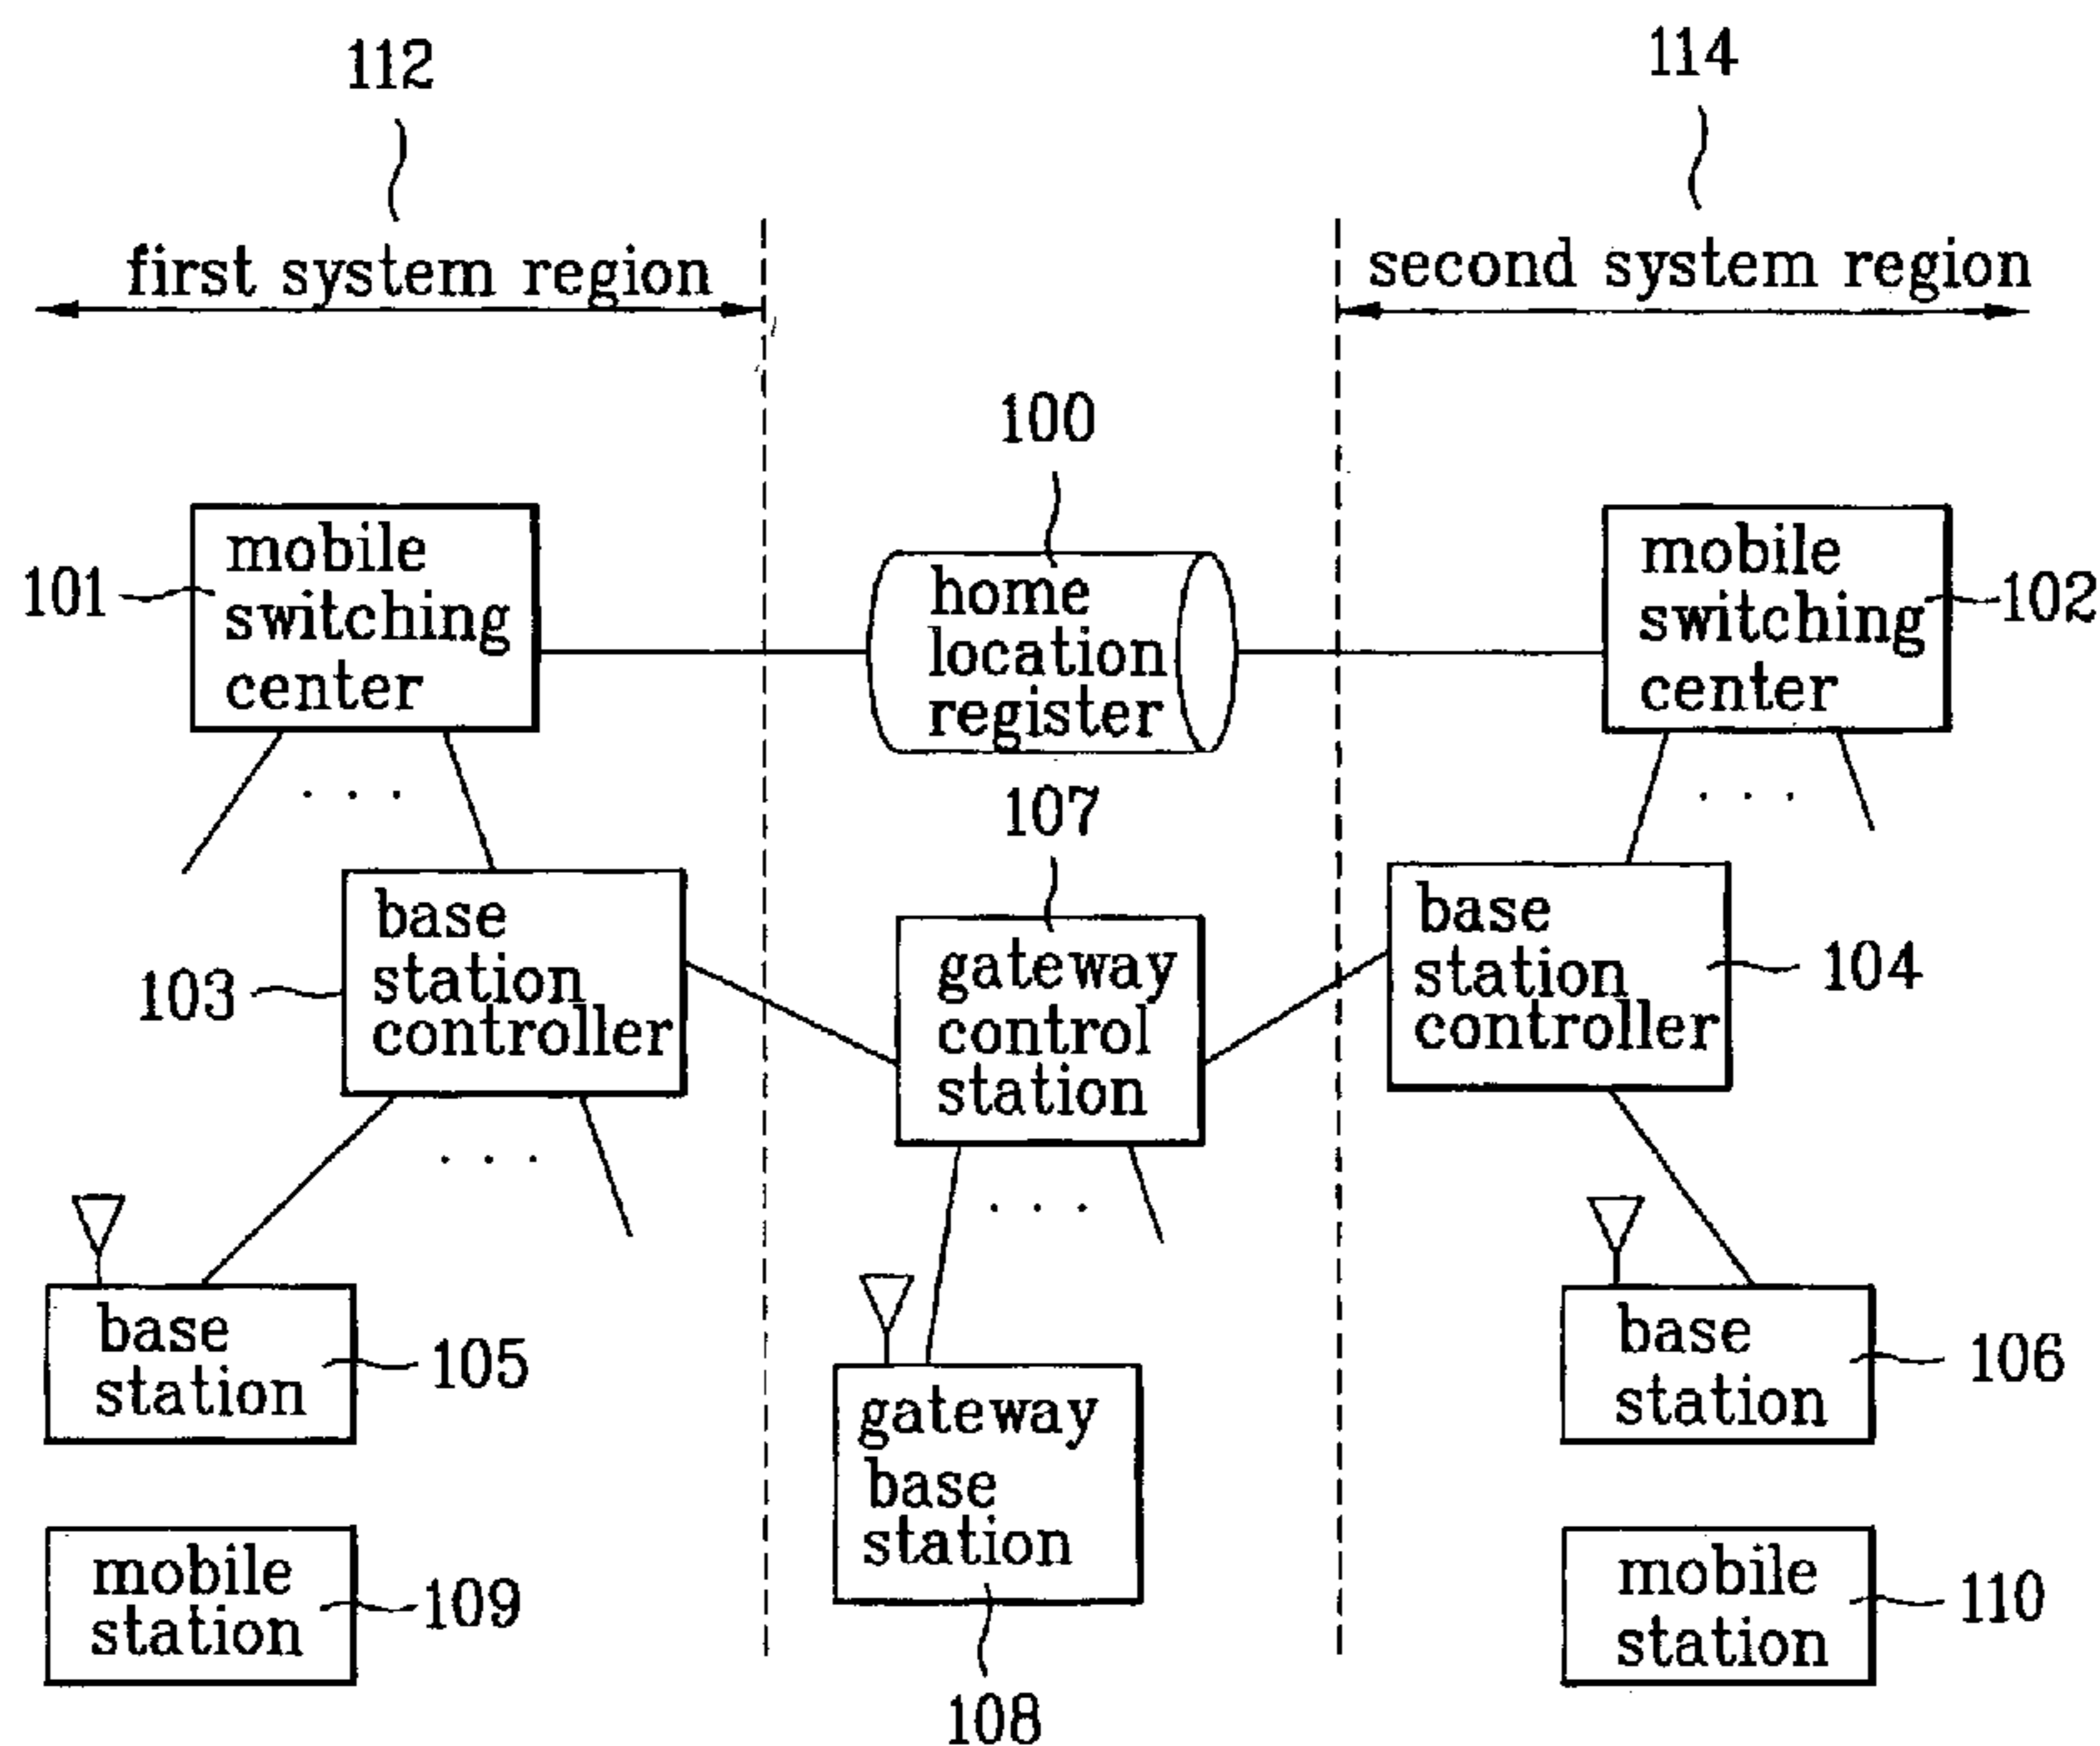 112
114
first system region
second system region
100
101
mobile
switching
center
home
location
register
mobile
switching
center
102
107
103
base
station
controller
gateway
control
station
base
station
controller
104
base
station
105
gateway
base
station
base
station
106
mobile
station
109
mobile
station
110
108